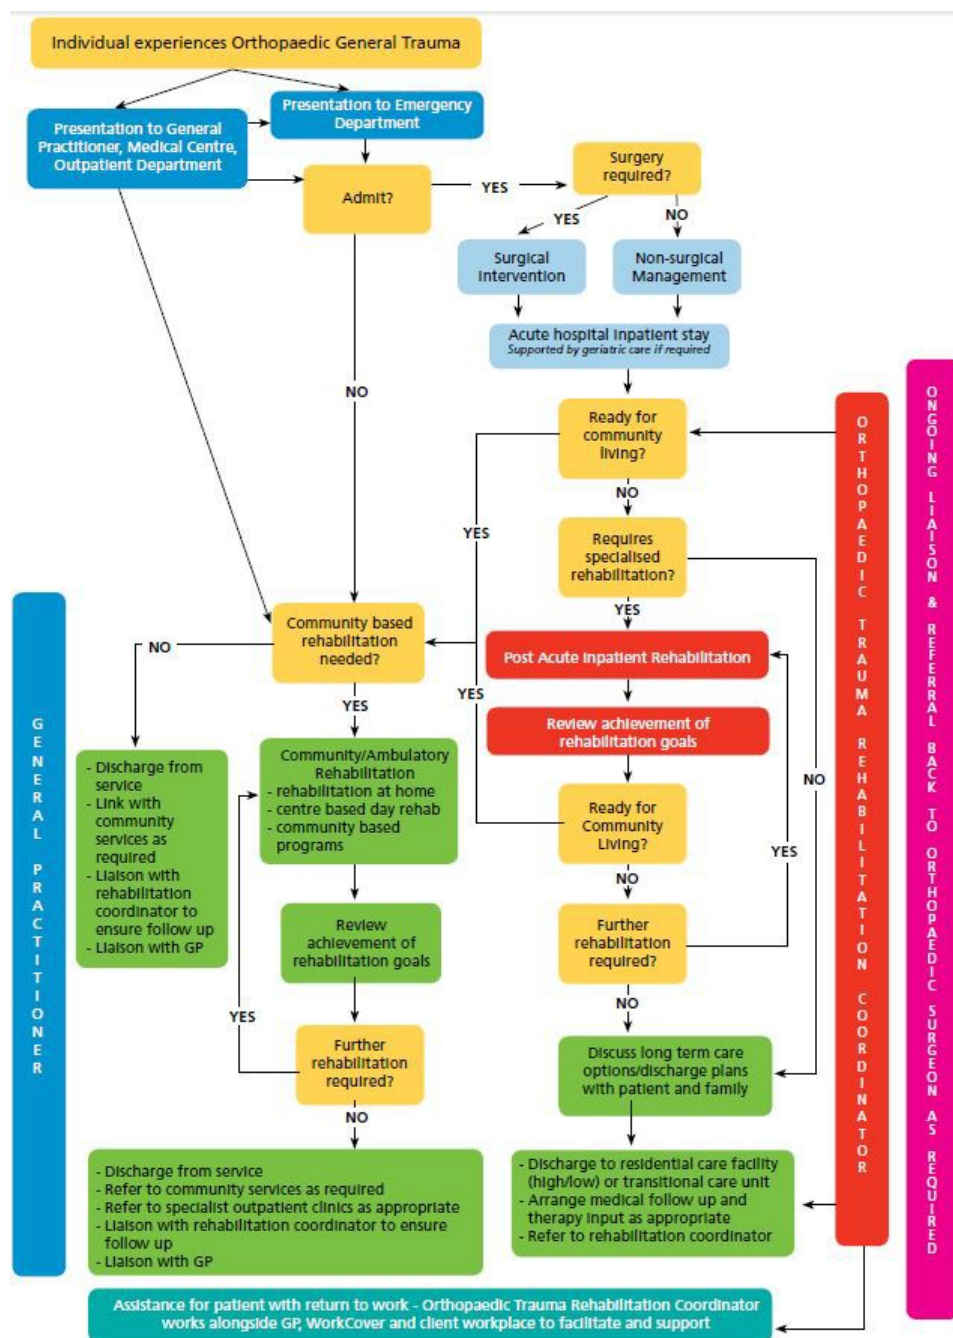 Individual experiences Orthopaedic General Trauma
Presentation to Emergency
Department
Presentation to General
Practitioner, Medical Centre,
Outpatient Department
Admit?
YES
Surgery
required?
YES
NO
Surgical
Intervention
Non-surgical
Management
Acute hospital inpatient stay
Supported by geriatric care if required
NO
Ready for
community
living?
NO
YES
Requires
specialised
rehabilitation?
YES
Community based
rehabilitation
needed?
NO
Post Acute Inpatient Rehabilitation
YES
YES
Review achievement of
rehabilitation goals
- Discharge from
service
- Link with
community
services as
required
- Liaison with
rehabilitation
coordinator to
ensure follow up
- Liaison with GP
Community/Ambulatory
Rehabilitation
- rehabilitation at home
- centre based day rehab
- community based
programs
Ready for
Community
Living?
NO
YES
NO
Review
achievement of
rehabilitation goals
Further
rehabilitation
required?
NO
YES
Further
rehabilitation
required?
NO
Discuss long term care
options/discharge plans
with patient and family
- Discharge from service
- Refer to community services as required
- Refer to specialist outpatient clinics as appropriate
- Liaison with rehabilitation coordinator to ensure
follow up
- Liaison with GP
- Discharge to residential care facility
(high/low) or transitional care unit
- Arrange medical follow up and
therapy input as appropriate
- Refer to rehabilitation coordinator
Assistance for patient with return to work - Orthopaedic Trauma Rehabilitation Coordinator
works alongside GP, WorkCover and client workplace to facilitate and support
GENERAL PRACTITIONER
ORTHOPAEDIC TRAUMA REHABILITATION COORDINATOR
ONGOING LIAISON & REFERRAL BACK TO ORTHOPAEDIC SURGEON AS REQUIRED